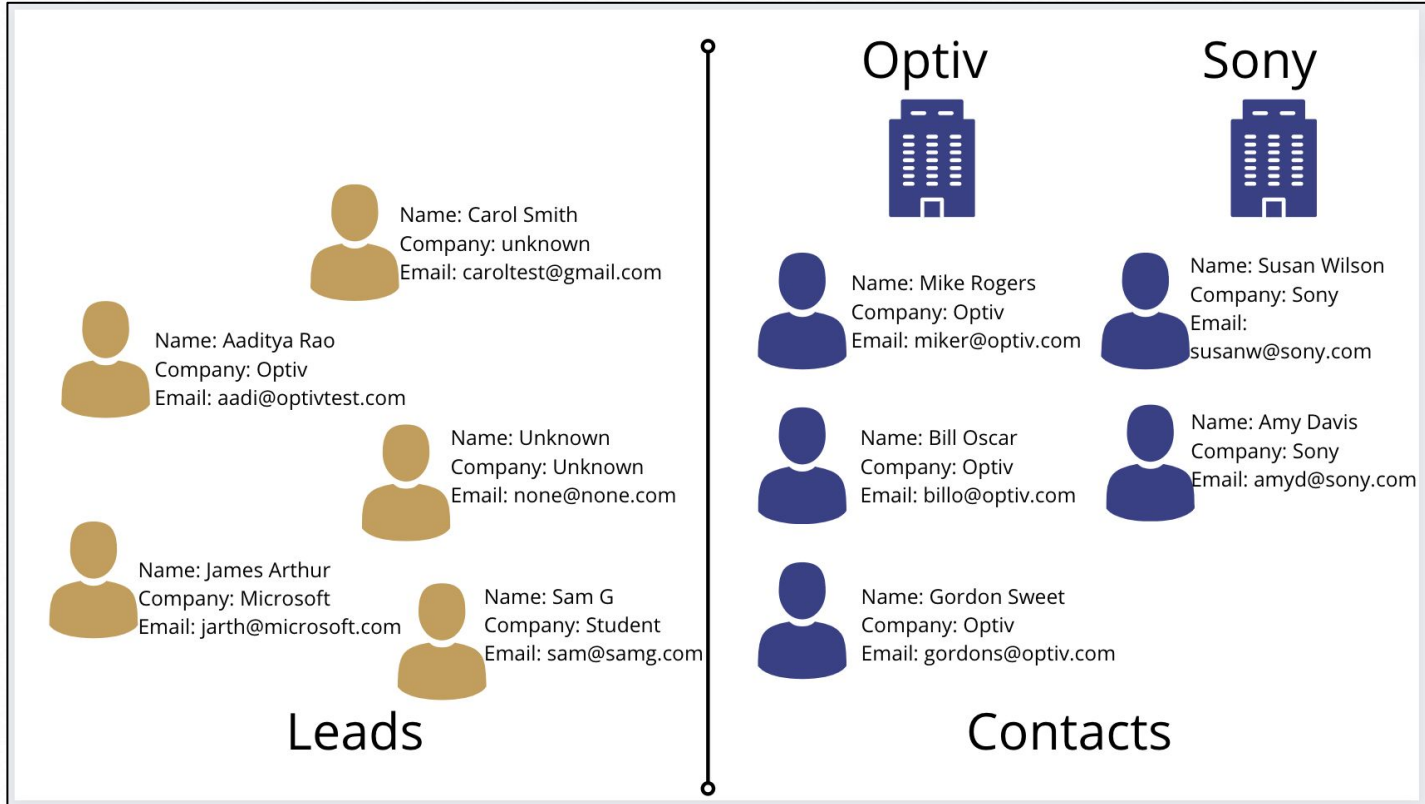 Name: Carol Smith
Company: unknown
Email: caroltest@gmail.com
Name: Aaditya Rao
Company: Optiv
Email: aadi@optivtest.com
Name: Unknown
Company: Unknown
Email: none@none.com
Name: James Arthur
Company: Microsoft
Email: jarth@microsoft.com
Name: Sam G
Company: Student
Email: sam@samg.com
Leads
Optiv
Name: Mike Rogers
Company: Optiv
Email: miker@optiv.com
Name: Bill Oscar
Company: Optiv
Email: billo@optiv.com
Name: Gordon Sweet
Company: Optiv
Email: gordons@optiv.com
Sony
Name: Susan Wilson
Company: Sony
Email:
susanw@sony.com
Name: Amy Davis
Company: Sony
Email: amyd@sony.com
Contacts